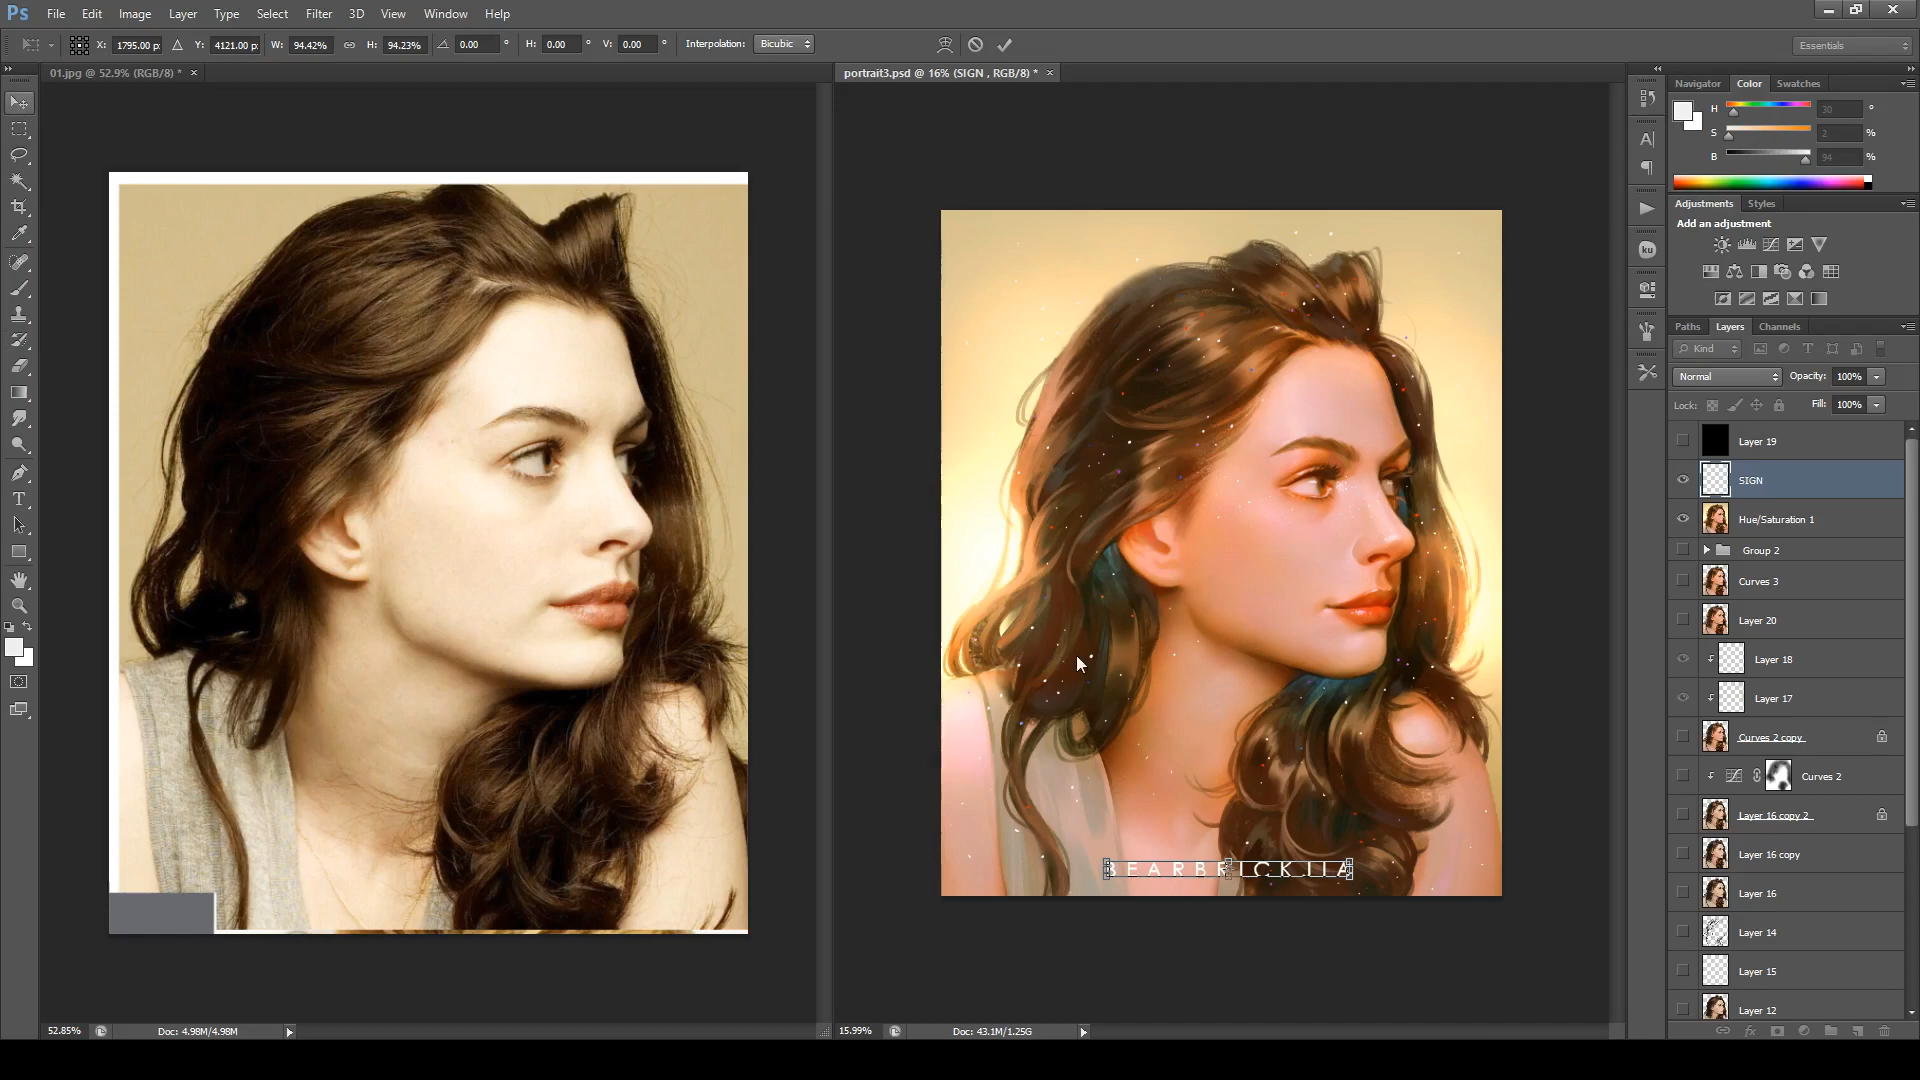 Ps File Edit Image Layer Type Select Filter 3D View Window Help
X: 1795.00 p: Y: 4121.00 p: W: 94.42% H: 94.23% 0.00 ° H: 0.00 ° V: 0.00 ° Interpolation: Bicubic Essentials
01.jpg @ 52.9% (RGB/8) * × portrait3.psd @ 16% (SIGN , RGB/8) * ×
Navigator Color Swatches
H 30 °
S 2 %
B 94 %
Adjustments Styles
Add an adjustment
Paths Layers Channels
Kind
Normal Opacity: 100%
Lock: Fill: 100%
Layer 19
SIGN
Hue/Saturation 1
Group 2
Curves 3
Layer 20
Layer 18
Layer 17
Curves 2 copy
Curves 2
Layer 16 copy 2
Layer 16 copy
Layer 16
Layer 14
Layer 15
Layer 12
ku
BEARBRICKJIA
52.85% Doc: 4.98M/4.98M 15.99% Doc: 43.1M/1.25G